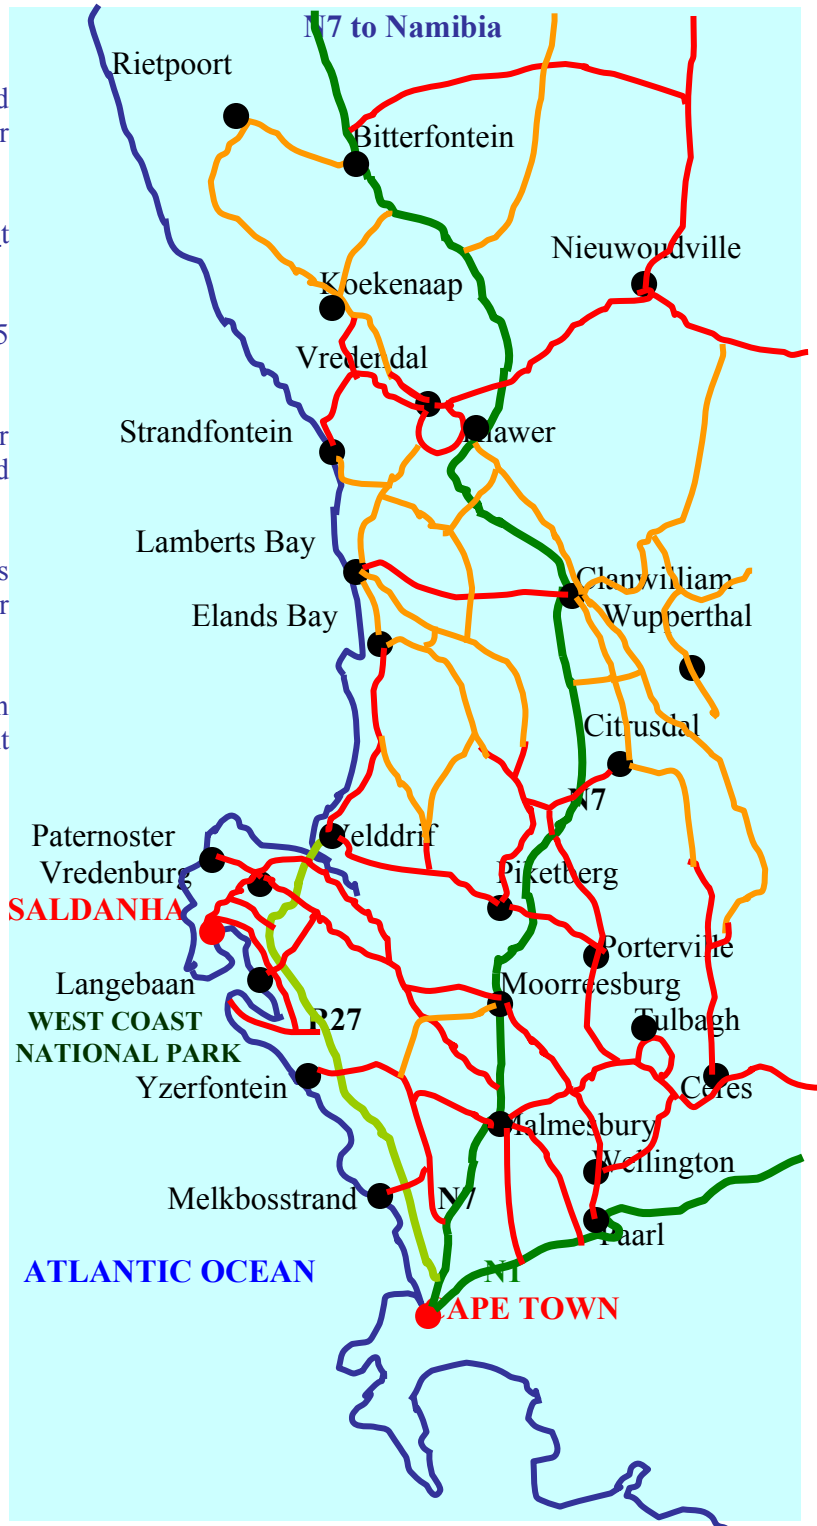 N7 to Namibia
Rietpoort
d
r
Bitterfontein
t
Nieuwoudville
Koekenaap
5
Vredendal
Strandfontein
r
d
Lamberts Bay
s
Clanwilliam
r
Elands Bay
Wupperthal
n
Citrusdal
t
N7
Paternoster
Velddrif
Vredenburg
Piketberg
SALDANHA
Porterville
Langebaan
Moorreesburg
WEST COAST
NATIONAL PARK
R27
Tulbagh
Yzerfontein
Ceres
Malmesbury
Wellington
Melkbosstrand
N7
Paarl
ATLANTIC OCEAN
N1
CAPE TOWN